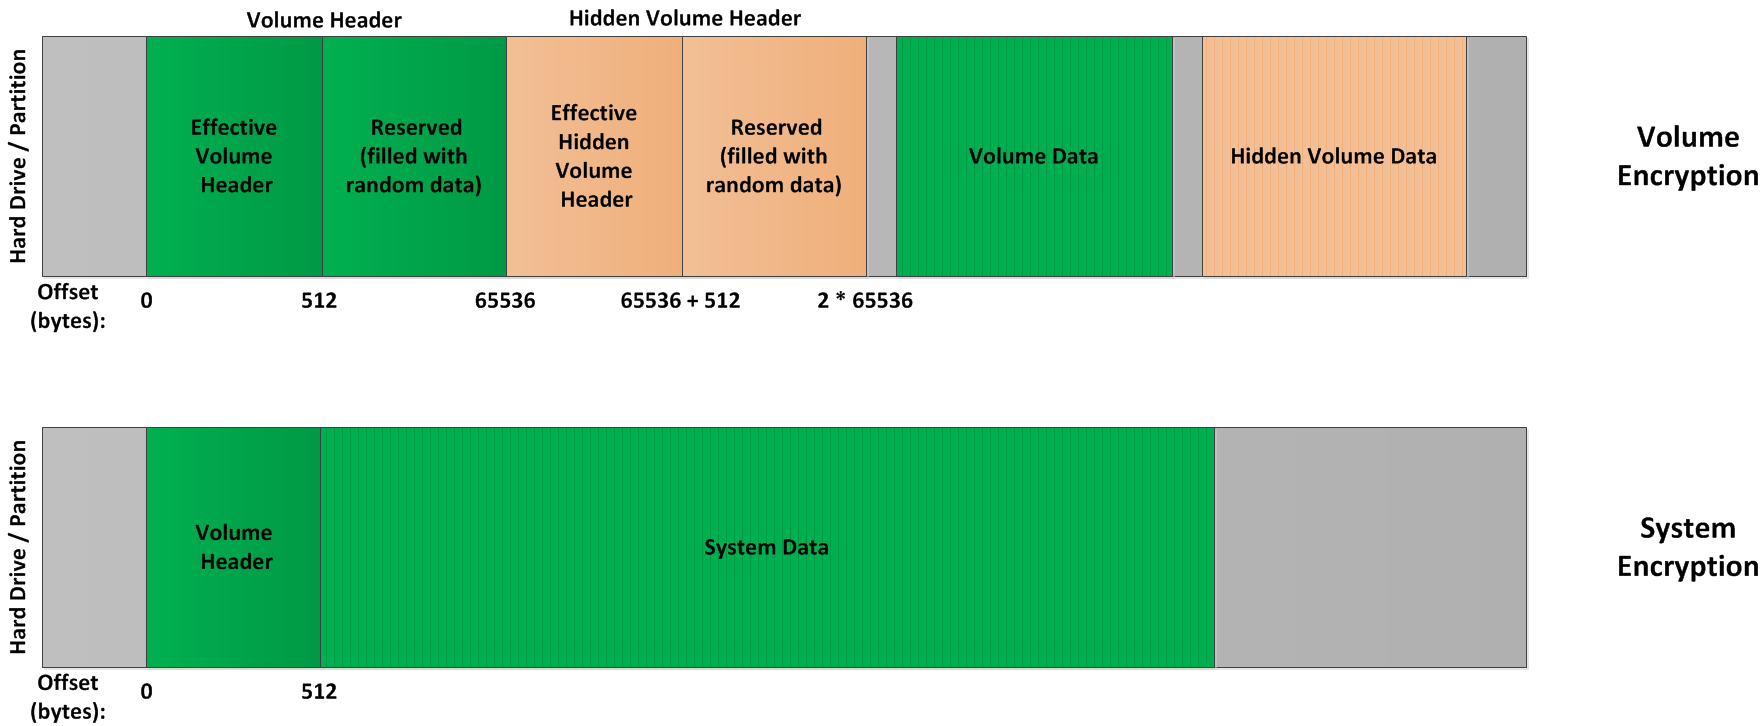 Volume Header
Hidden Volume Header
Hard Drive / Partition
Effective
Volume
Header
Reserved
(filled with
random data)
Effective
Hidden
Volume
Header
Reserved
(filled with
random data)
Volume Data
Hidden Volume Data
Volume
Encryption
Offset
(bytes):
0
512
65536
65536 + 512
2 * 65536
Hard Drive / Partition
Volume
Header
System Data
System
Encryption
Offset
(bytes):
0
512